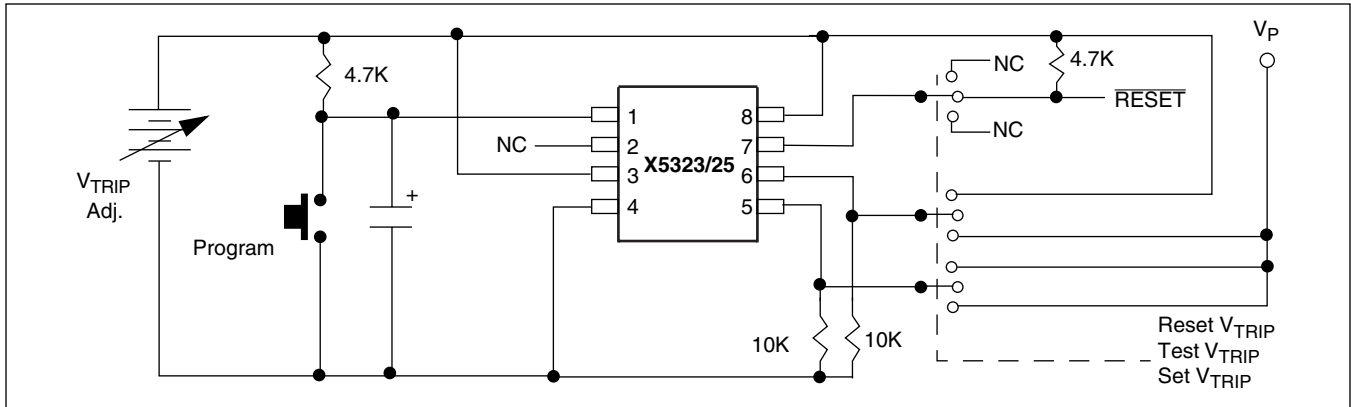 V_P
4.7K
4.7K
NC
RESET
NC
1
2
3
4
8
7
6
5
X5323/25
NC
V_TRIP
Adj.
+
Program
10K
10K
Reset V_TRIP
Test V_TRIP
Set V_TRIP